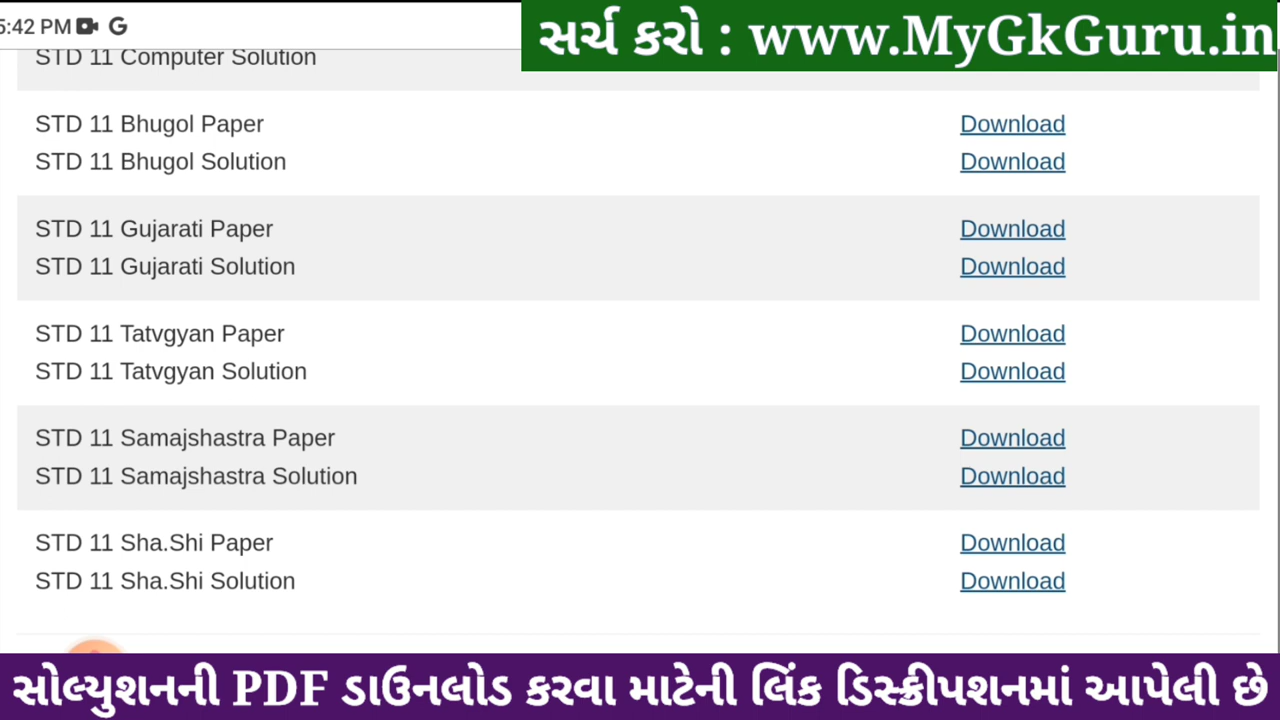 5:42 PM G
સર્ચ કરો : www.MyGkGuru.in
STD 11 Computer Solution
STD 11 Bhugol Paper Download
STD 11 Bhugol Solution Download
STD 11 Gujarati Paper Download
STD 11 Gujarati Solution Download
STD 11 Tatvgyan Paper Download
STD 11 Tatvgyan Solution Download
STD 11 Samajshastra Paper Download
STD 11 Samajshastra Solution Download
STD 11 Sha.Shi Paper Download
STD 11 Sha.Shi Solution Download
સોલ્યુશનની PDF ડાઉનલોડ કરવા માટેની લિંક ડિસ્ક્રીપશનમાં આપેલી છે